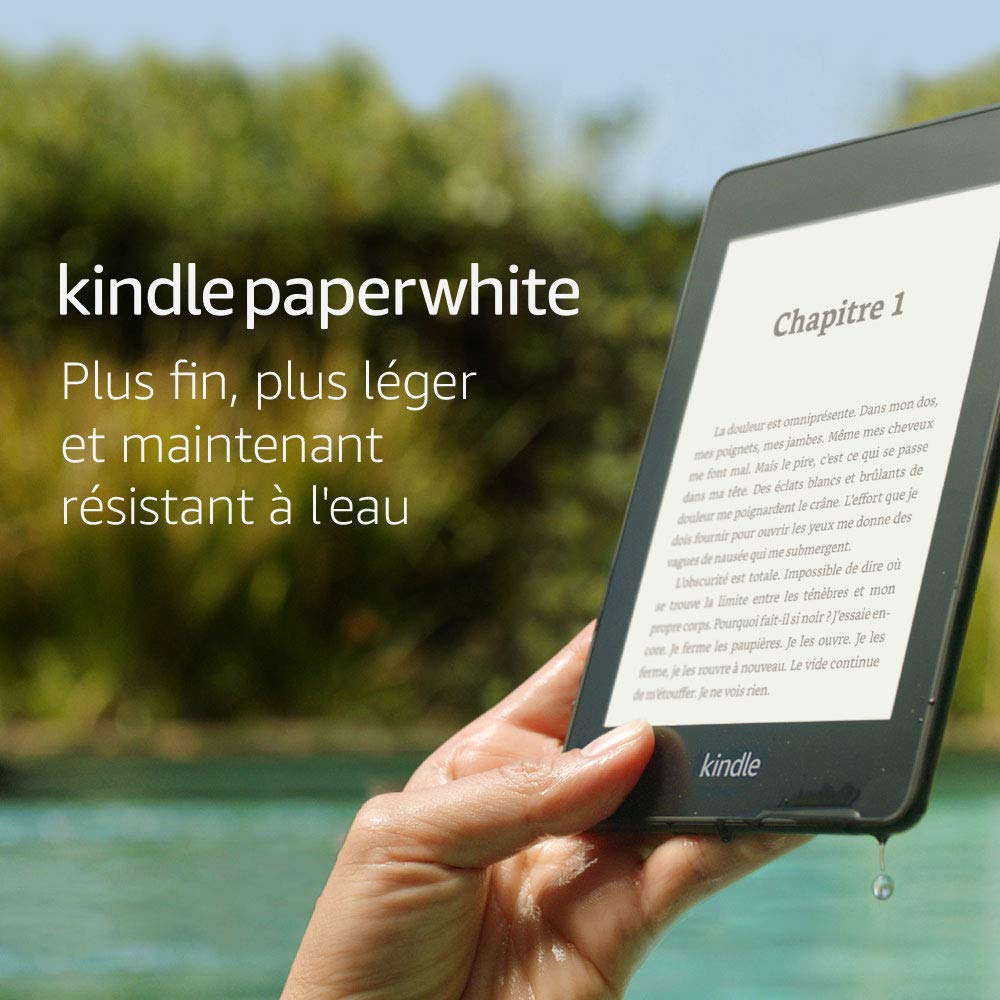 kindle paperwhite
Plus fin, plus léger
et maintenant
résistant à l'eau
Chapitre 1
La douleur est omniprésente. Dans mon dos,
mes poignets, mes jambes. Même mes cheveux
me font mal. Mais le pire, c'est ce qui se passe
dans ma tête. Des éclats blancs et brûlants de
douleur me poignardent le crâne. L'effort que je
dois fournir pour ouvrir les yeux me donne des
vagues de nausée qui me submergent.
L'obscurité est totale. Impossible de dire où
se trouve la limite entre les ténèbres et mon
propre corps. Pourquoi fait-il si noir ? J'essaie en-
core. Je ferme les paupières. Je les ouvre. Je les
ferme, je les rouvre à nouveau. Le vide continue
de m'étouffer. Je ne vois rien.
kindle